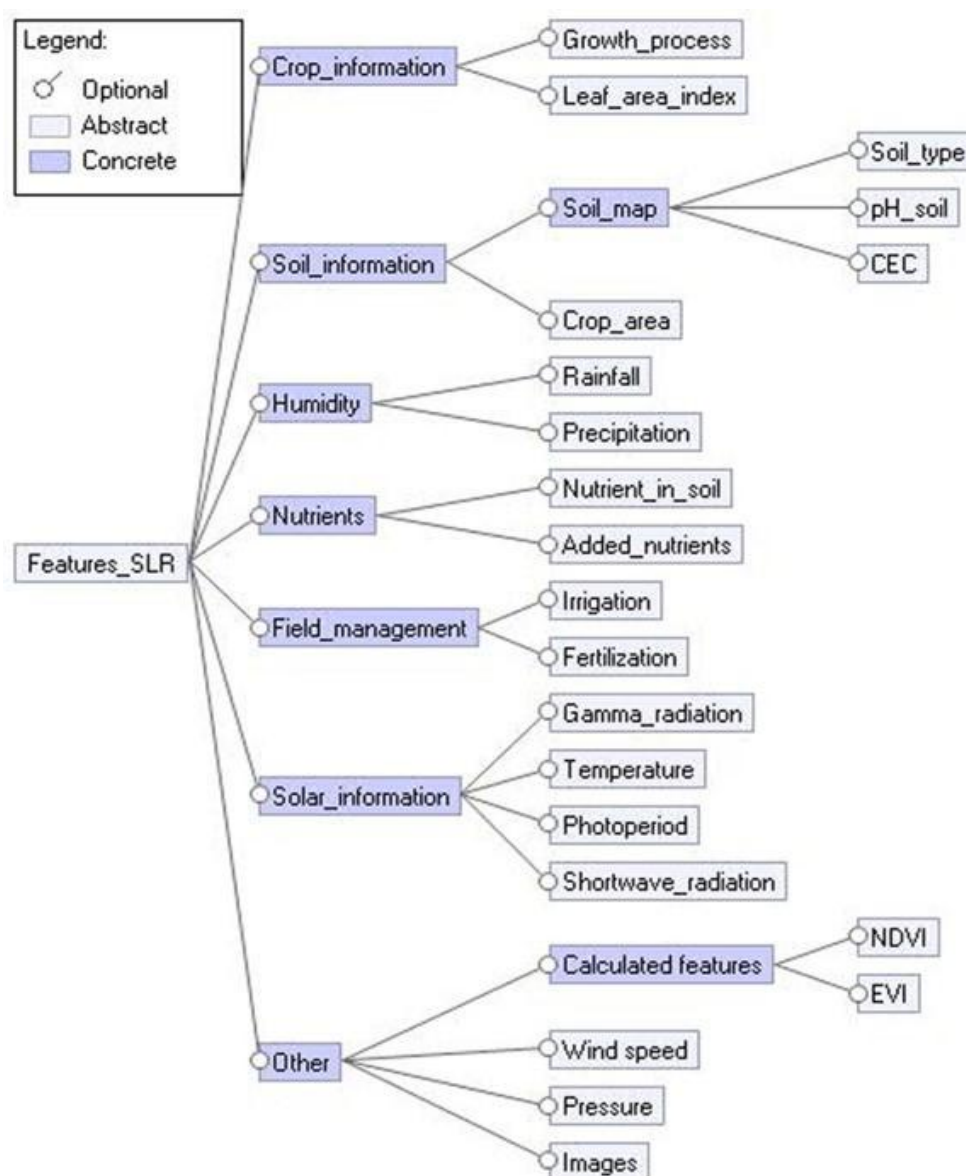 Legend:
Optional
Abstract
Concrete
Features_SLR
Crop_information
Growth_process
Leaf_area_index
Soil_information
Soil_map
Soil_type
pH_soil
CEC
Crop_area
Humidity
Rainfall
Precipitation
Nutrients
Nutrient_in_soil
Added_nutrients
Field_management
Irrigation
Fertilization
Solar_information
Gamma_radiation
Temperature
Photoperiod
Shortwave_radiation
Other
Calculated features
NDVI
EVI
Wind speed
Pressure
Images